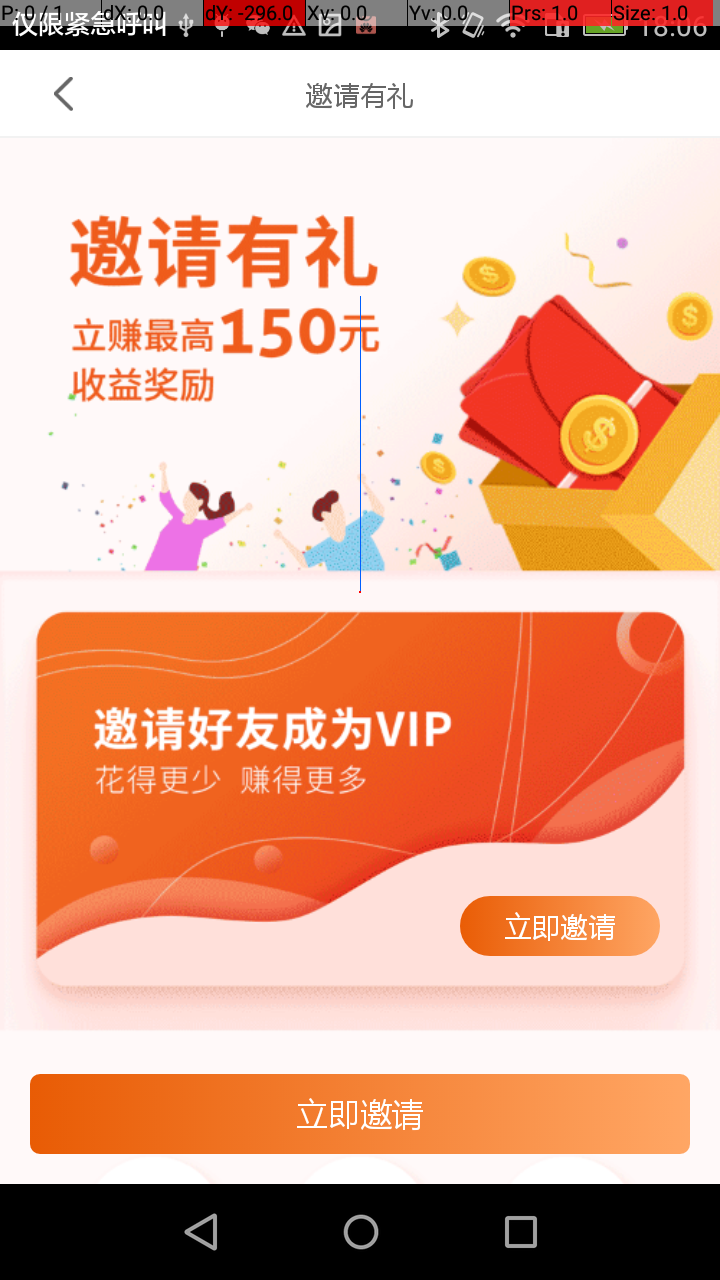 P: 0 / 1 dX: 0.0 dY: -296.0 Xv: 0.0 Yv: 0.0 Prs: 1.0 Size: 1.0
仅限紧急呼叫 18:06
邀请有礼
邀请有礼
立赚最高150元
收益奖励
邀请好友成为VIP
花得更少 赚得更多
立即邀请
立即邀请